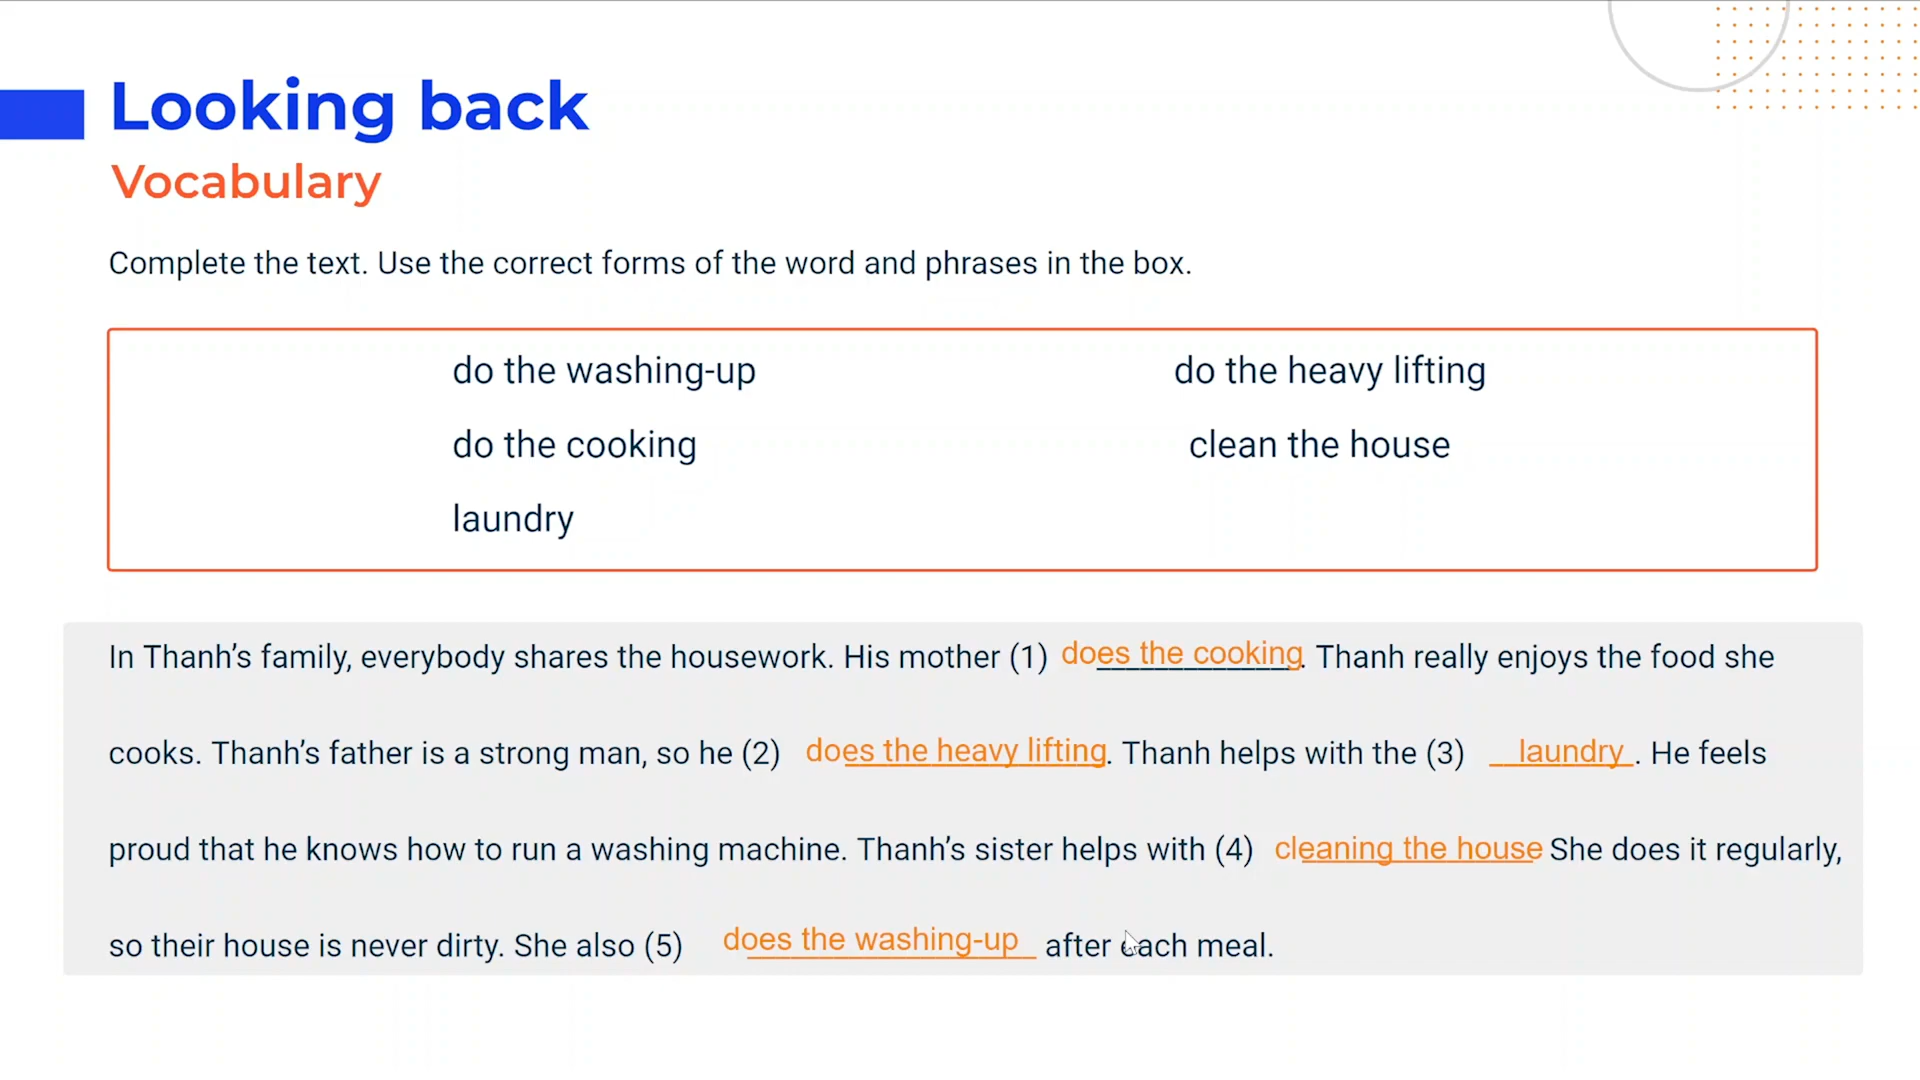 Looking back
Vocabulary
Complete the text. Use the correct forms of the word and phrases in the box.
do the washing-up do the heavy lifting
do the cooking clean the house
laundry
In Thanh's family, everybody shares the housework. His mother (1) does the cooking. Thanh really enjoys the food she
cooks. Thanh's father is a strong man, so he (2) does the heavy lifting. Thanh helps with the (3) laundry. He feels
proud that he knows how to run a washing machine. Thanh's sister helps with (4) cleaning the house She does it regularly,
so their house is never dirty. She also (5) does the washing-up after each meal.